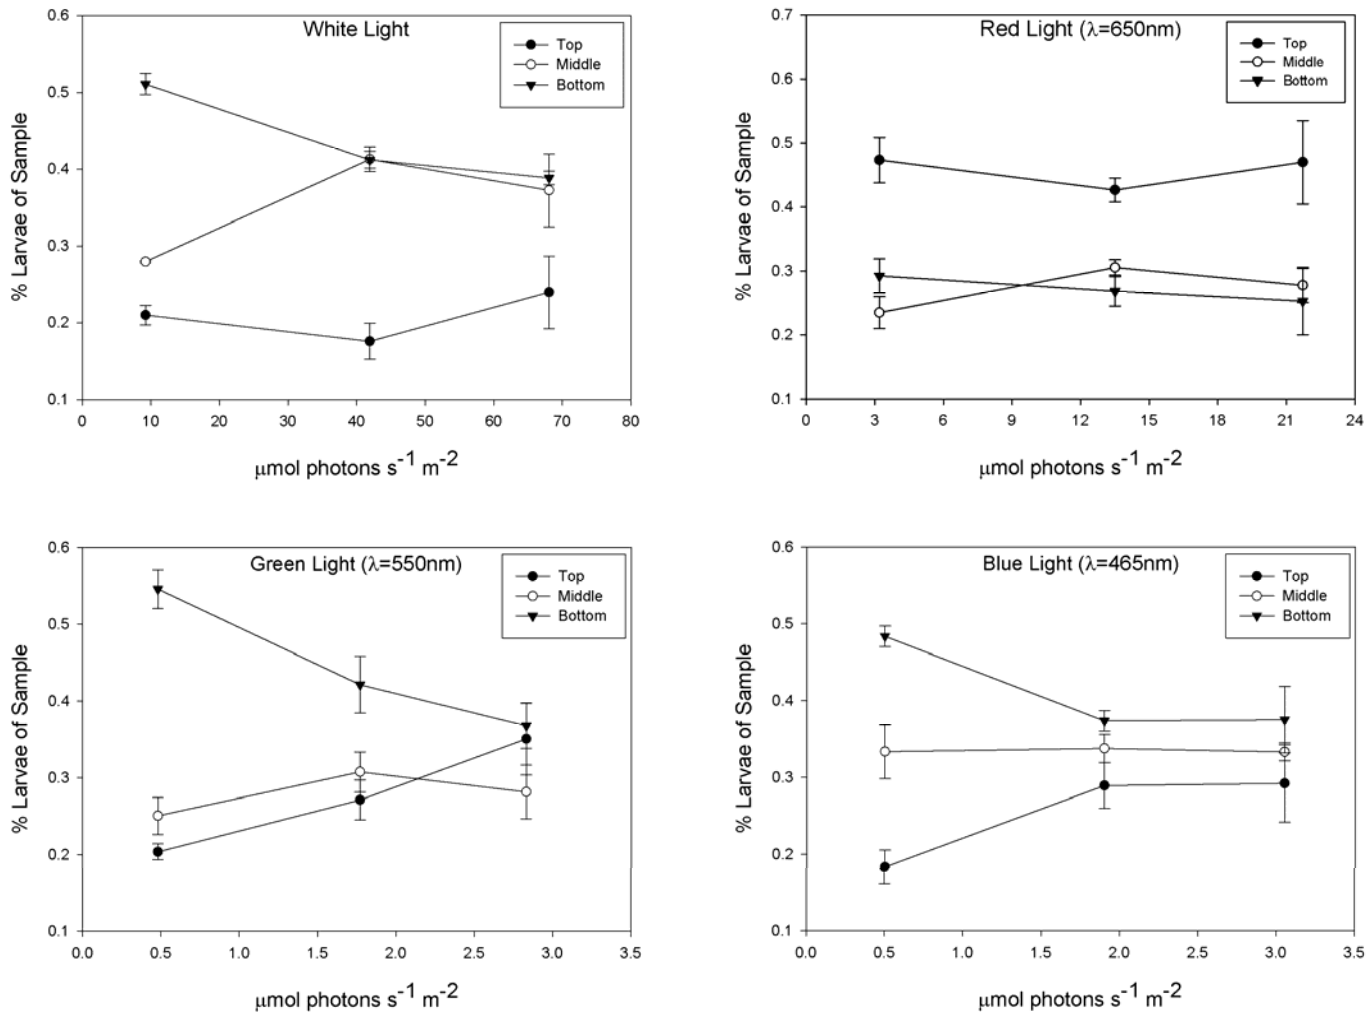 White Light
Top
Middle
Bottom
% Larvae of Sample
0.6
0.5
0.4
0.3
0.2
0.1
0 10 20 30 40 50 60 70 80
μmol photons s⁻¹ m⁻²
Red Light (λ=650nm)
Top
Middle
Bottom
% Larvae of Sample
0.7
0.6
0.5
0.4
0.3
0.2
0.1
0 3 6 9 12 15 18 21 24
μmol photons s⁻¹ m⁻²
Green Light (λ=550nm)
Top
Middle
Bottom
% Larvae of Sample
0.6
0.5
0.4
0.3
0.2
0.1
0.0 0.5 1.0 1.5 2.0 2.5 3.0 3.5
μmol photons s⁻¹ m⁻²
Blue Light (λ=465nm)
Top
Middle
Bottom
% Larvae of Sample
0.6
0.5
0.4
0.3
0.2
0.1
0.0 0.5 1.0 1.5 2.0 2.5 3.0 3.5
μmol photons s⁻¹ m⁻²